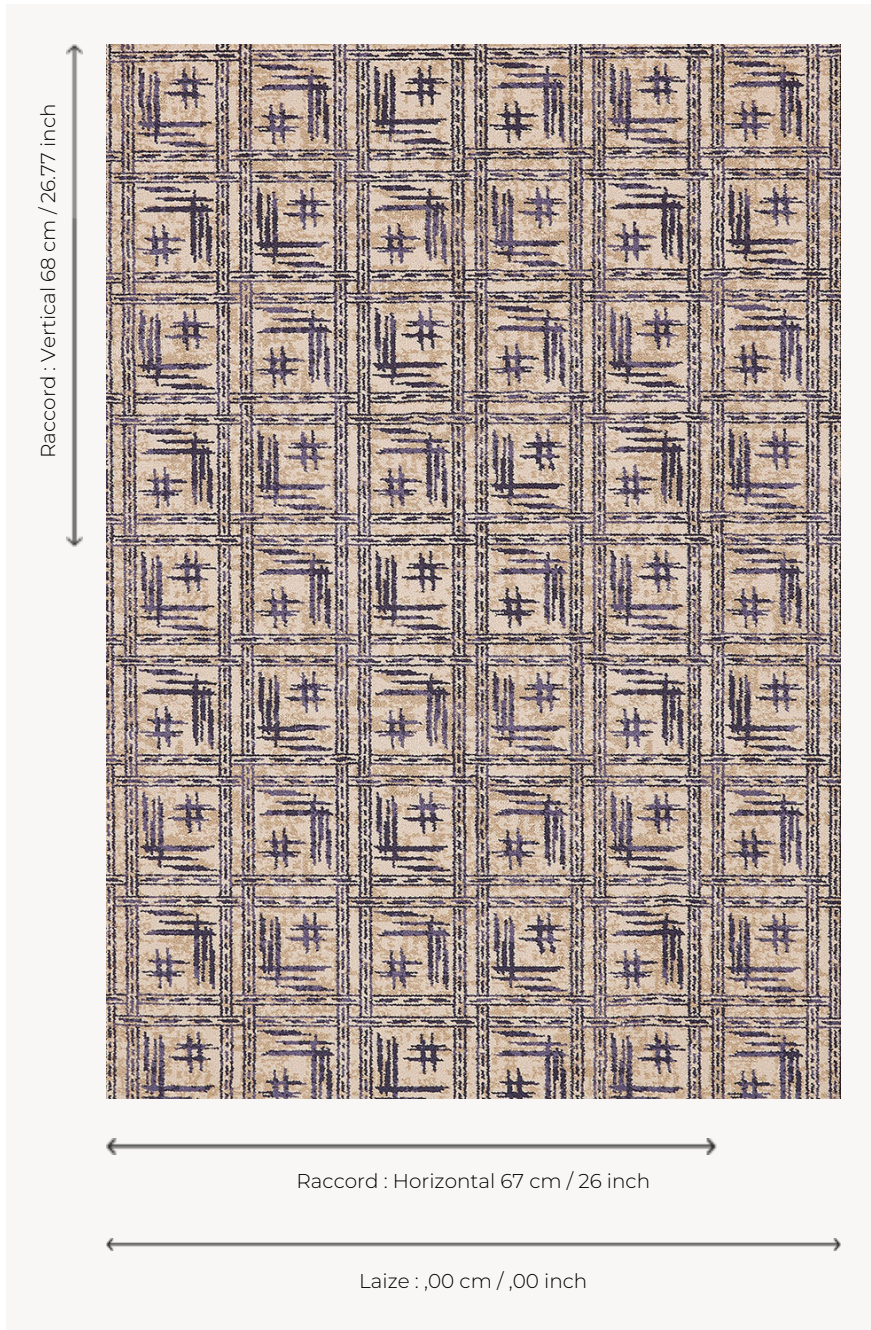 Raccord : Vertical 68 cm / 26.77 inch
Raccord : Horizontal 67 cm / 26 inch
Laize : ,00 cm / ,00 inch